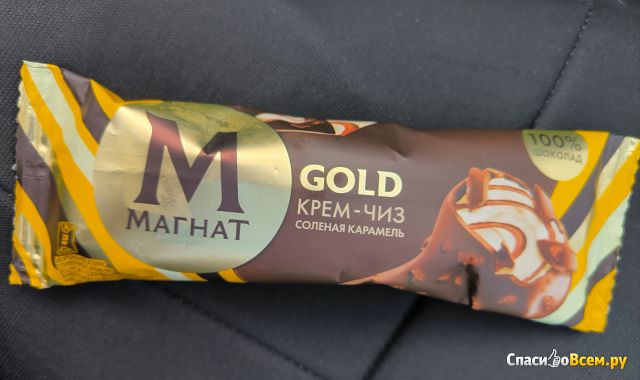 М
МАГНАТ
GOLD
КРЕМ-ЧИЗ
СОЛЕНАЯ КАРАМЕЛЬ
100%
ШОКОЛАД
СпасибоВсем.ру